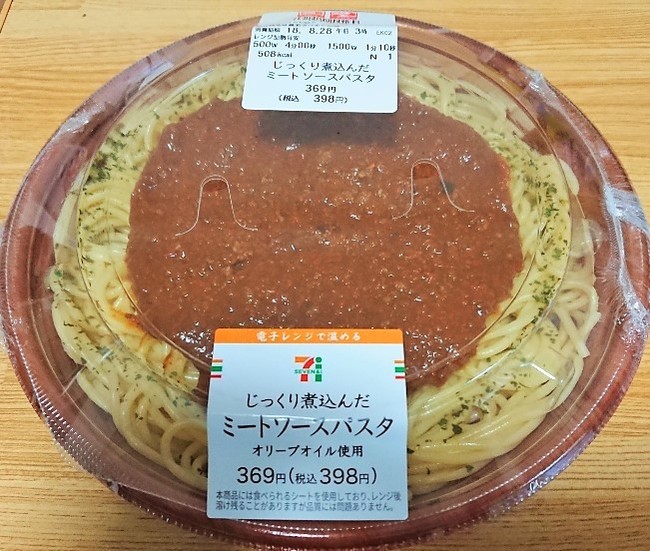 消費期限 18. 8.28 午前 3時 LKC2
レンジ加熱目安
500W 4分00秒 1500W 1分10秒
508kcal N 1
じっくり煮込んだ
ミートソースパスタ
369円
(税込 398円)
電子レンジで温める
7i
SEVEN&i
じっくり煮込んだ
ミートソースパスタ
オリーブオイル使用
369円(税込398円)
本商品には食べられるシートを使用しており、レンジ後
溶け残ることがありますが品質には問題ありません。